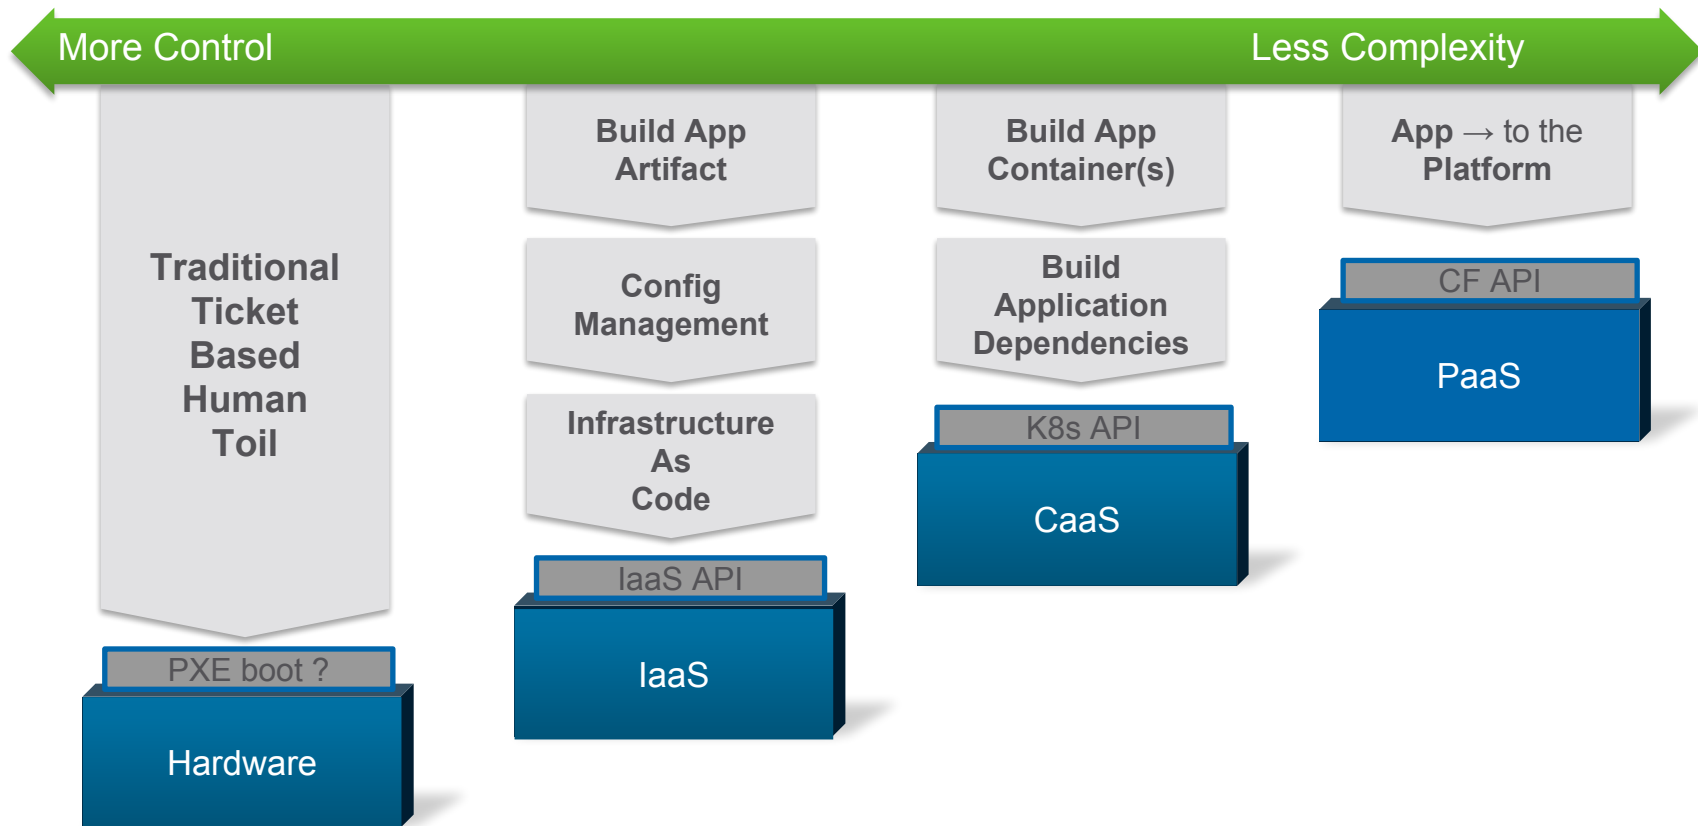 More Control
Less Complexity
Traditional
Ticket
Based
Human
Toil
PXE boot ?
Hardware
Build App
Artifact
Config
Management
Infrastructure
As
Code
IaaS API
IaaS
Build App
Container(s)
Build
Application
Dependencies
K8s API
CaaS
App → to the
Platform
CF API
PaaS